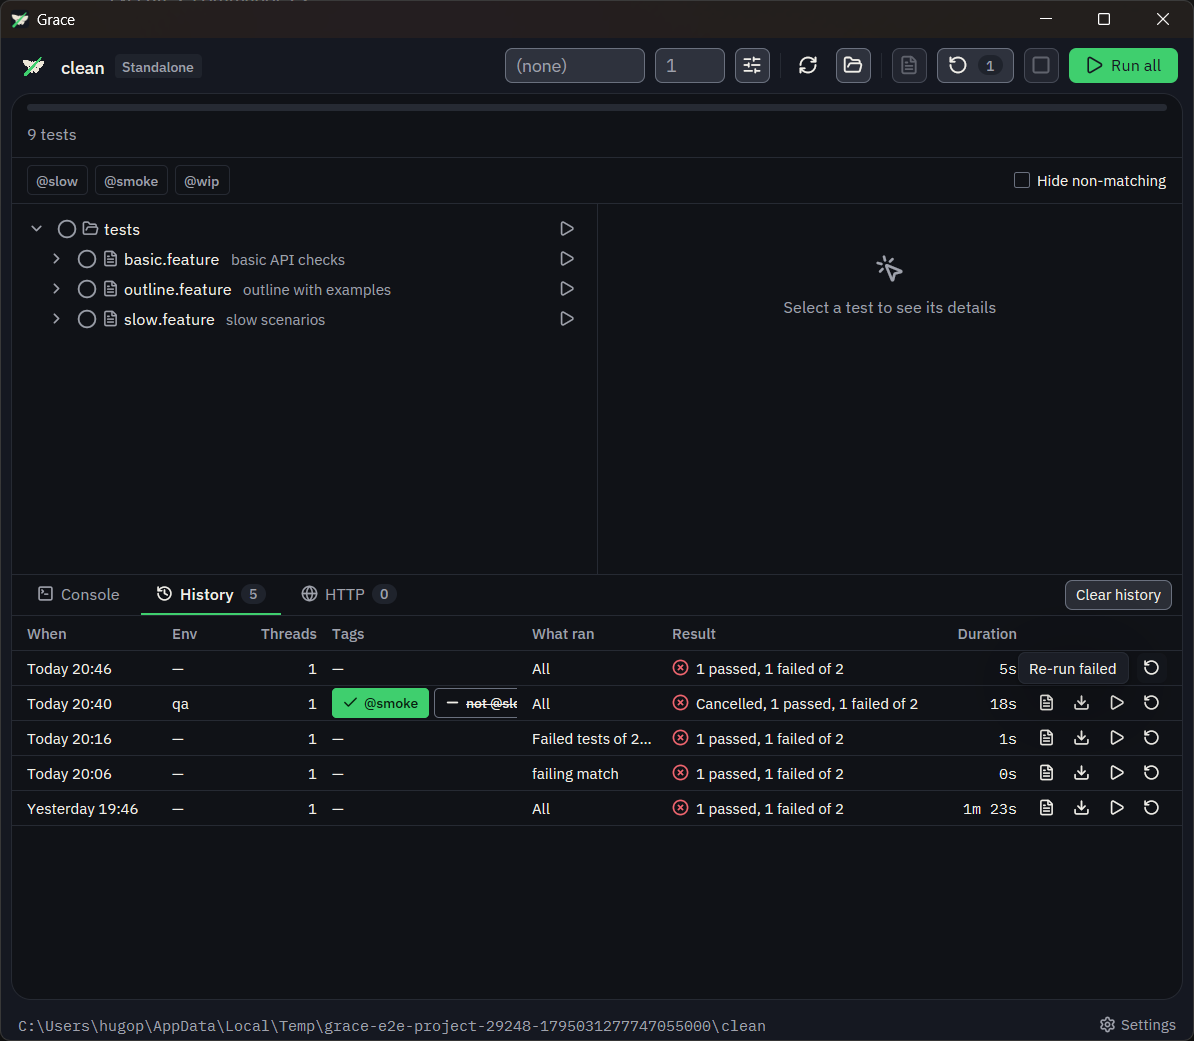 Grace
clean Standalone (none) 1 1 Run all
9 tests
@slow @smoke @wip Hide non-matching
tests
basic.feature basic API checks
outline.feature outline with examples
slow.feature slow scenarios
Select a test to see its details
Console History 5 HTTP 0 Clear history
When Env Threads Tags What ran Result Duration
Today 20:46 — 1 — All 1 passed, 1 failed of 2 5s Re-run failed
Today 20:40 qa 1 @smoke not @slo All Cancelled, 1 passed, 1 failed of 2 18s
Today 20:16 — 1 — Failed tests of 2... 1 passed, 1 failed of 2 1s
Today 20:06 — 1 — failing match 1 passed, 1 failed of 2 0s
Yesterday 19:46 — 1 — All 1 passed, 1 failed of 2 1m 23s
C:\Users\hugop\AppData\Local\Temp\grace-e2e-project-29248-1795031277747055000\clean Settings